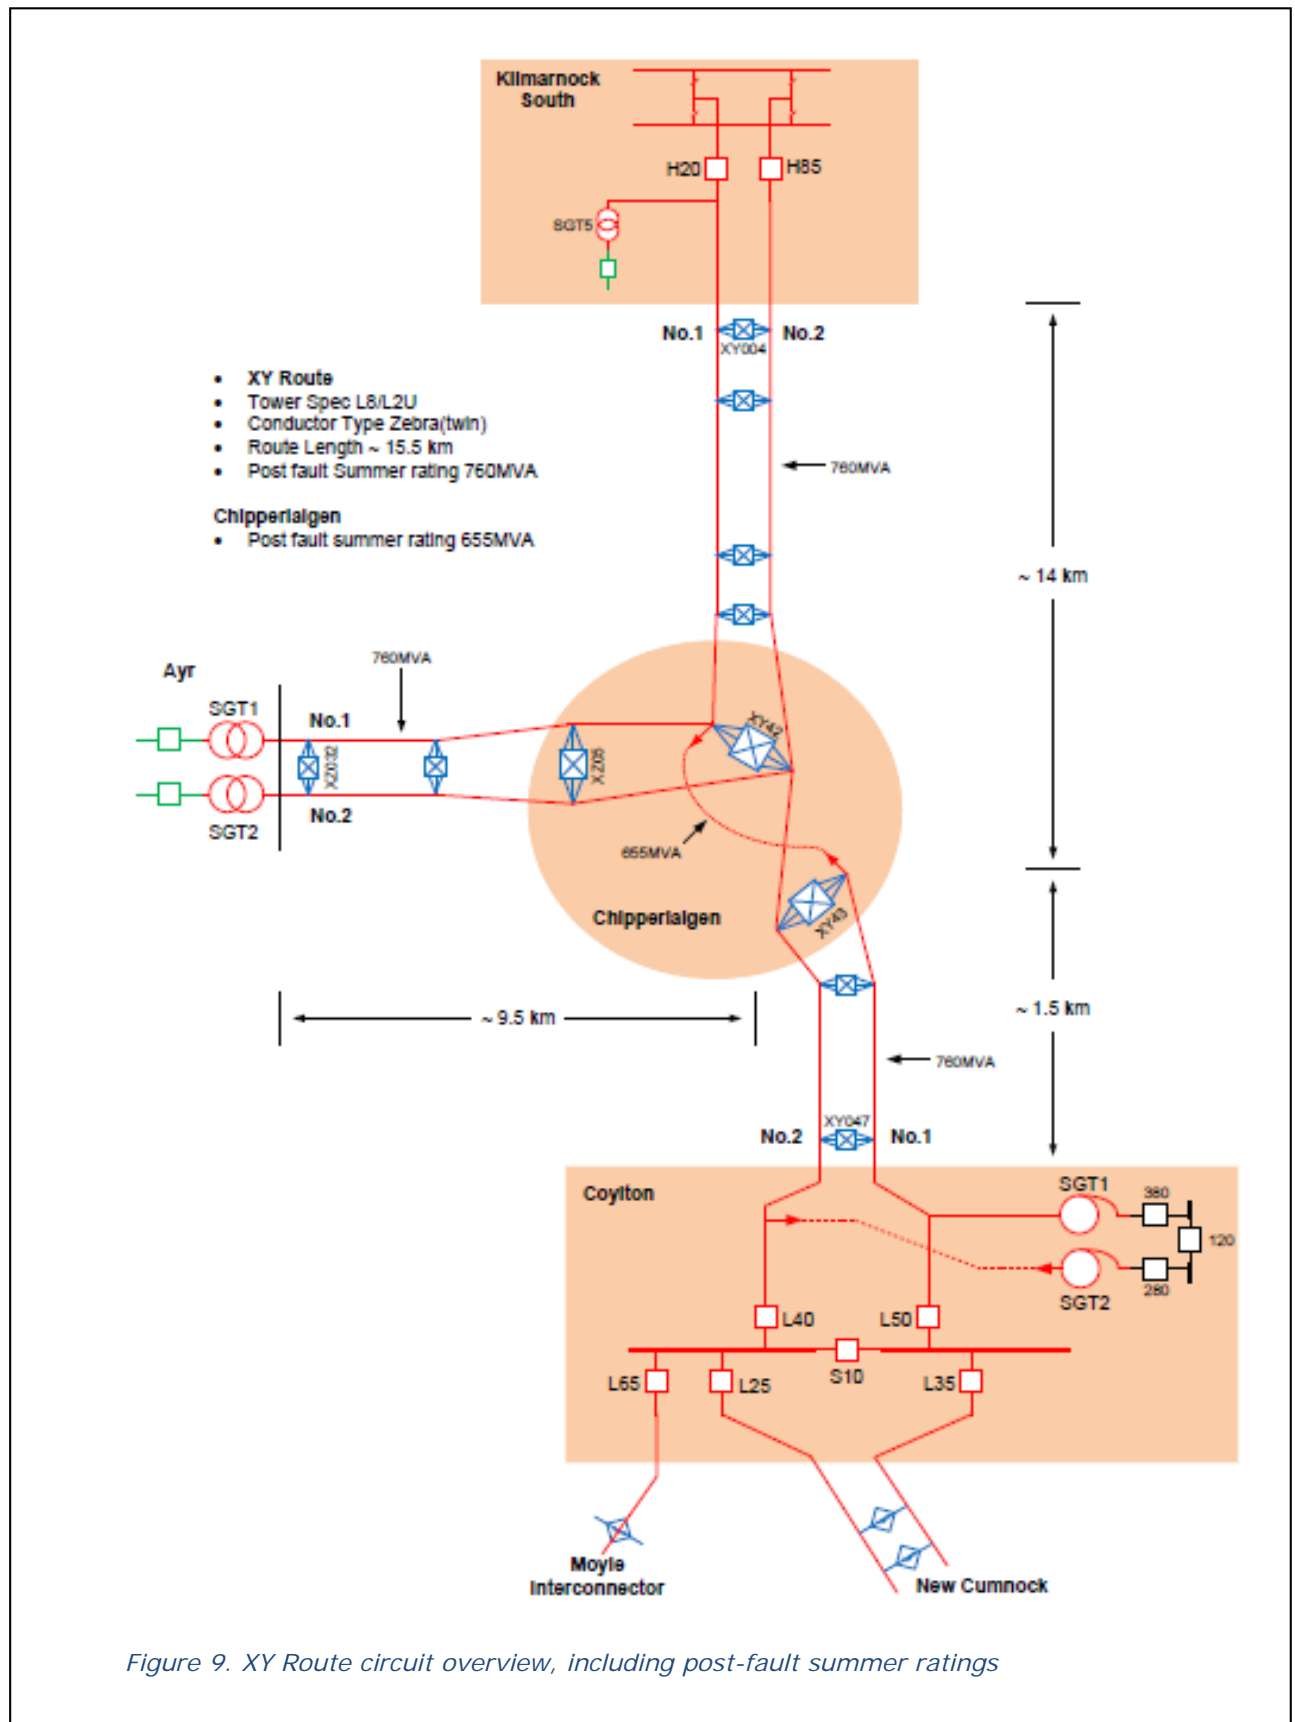 Kilmarnock
South
H20
H85
SGT5
No.1
No.2
XY004
• XY Route
• Tower Spec L8/L2U
• Conductor Type Zebra(twin)
• Route Length ~ 15.5 km
• Post fault Summer rating 760MVA
760MVA
Chipperlaigen
• Post fault summer rating 655MVA
~ 14 km
Ayr
760MVA
SGT1
No.1
XZ032
XZ05
XY42
No.2
SGT2
655MVA
Chipperlaigen
XY43
~ 9.5 km
~ 1.5 km
760MVA
XY047
No.2
No.1
Coylton
SGT1
380
120
280
SGT2
L40
L50
S10
L65
L25
L35
Moyle
Interconnector
New Cumnock
Figure 9. XY Route circuit overview, including post-fault summer ratings